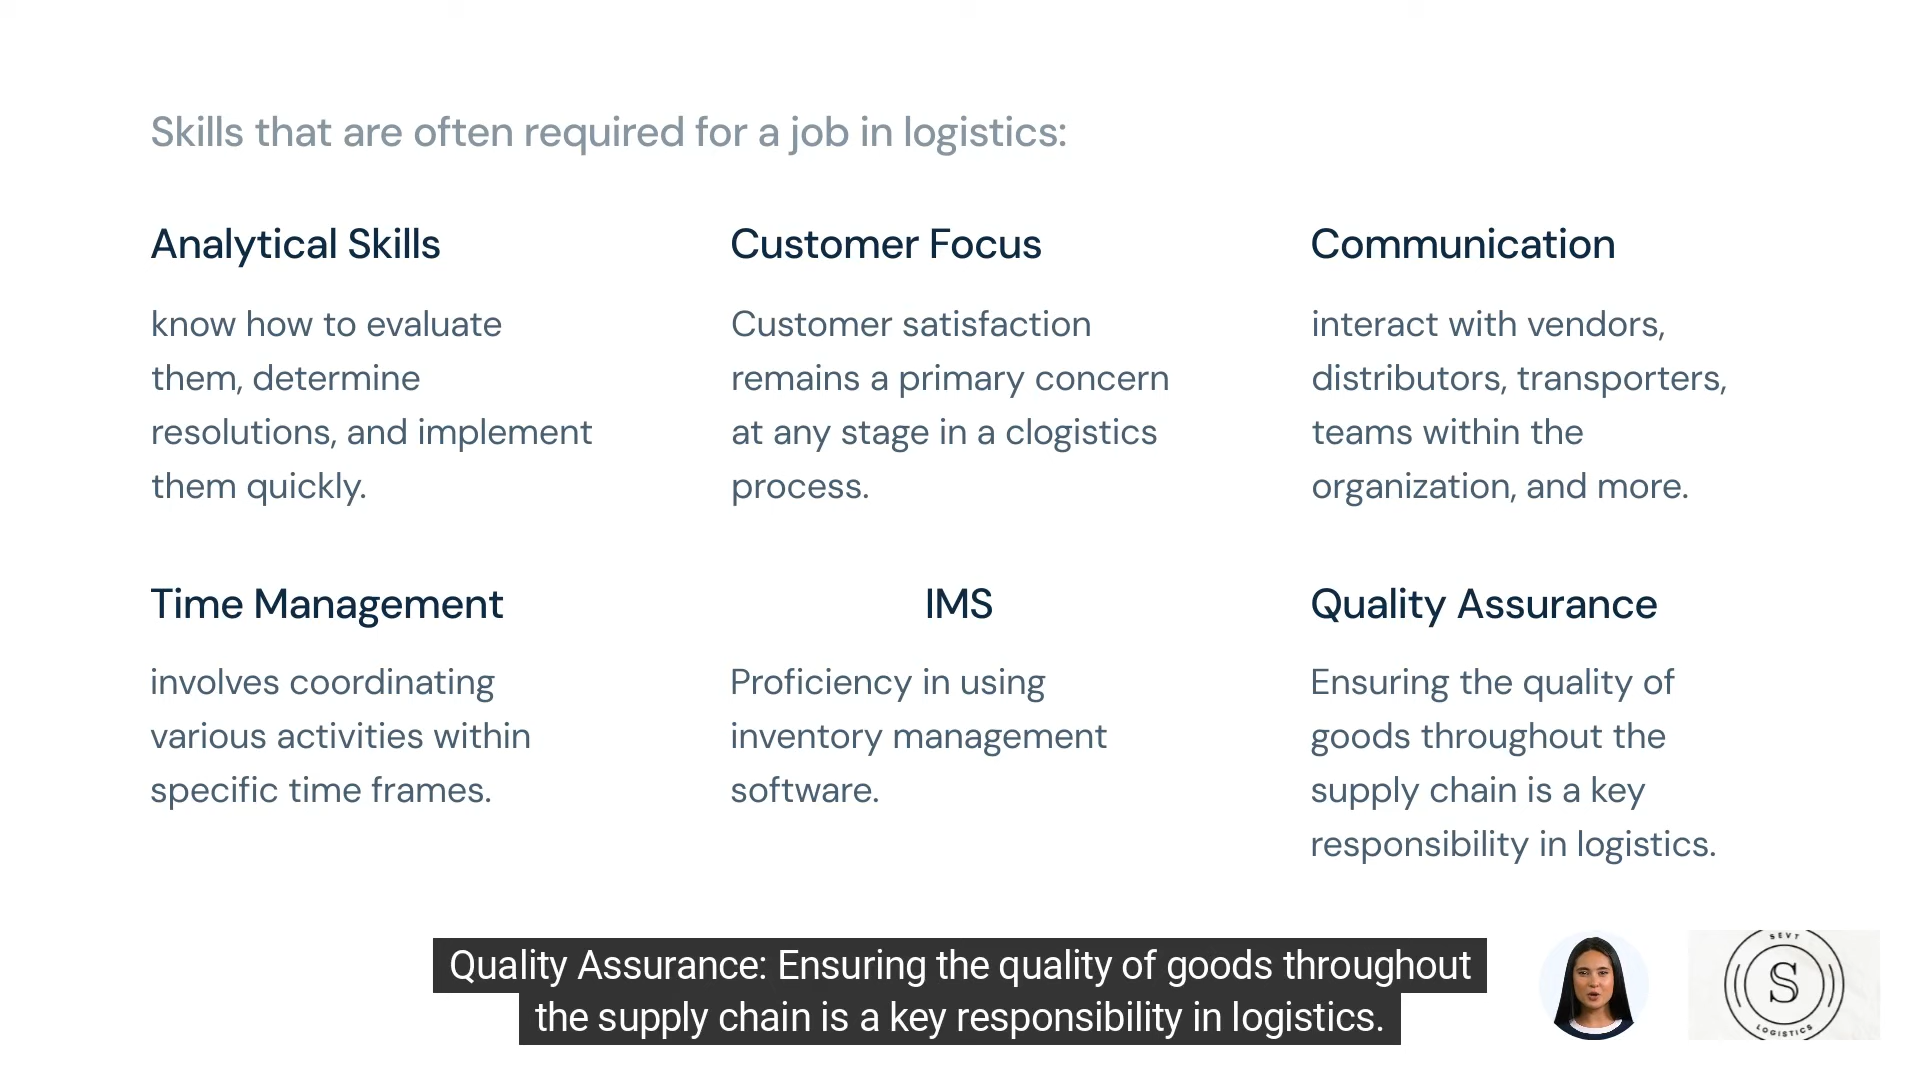 Skills that are often required for a job in logistics:
Analytical Skills
know how to evaluate
them, determine
resolutions, and implement
them quickly.
Customer Focus
Customer satisfaction
remains a primary concern
at any stage in a clogistics
process.
Communication
interact with vendors,
distributors, transporters,
teams within the
organization, and more.
Time Management
involves coordinating
various activities within
specific time frames.
IMS
Proficiency in using
inventory management
software.
Quality Assurance
Ensuring the quality of
goods throughout the
supply chain is a key
responsibility in logistics.
Quality Assurance: Ensuring the quality of goods throughout
the supply chain is a key responsibility in logistics.
SEVT
S
LOGISTICS